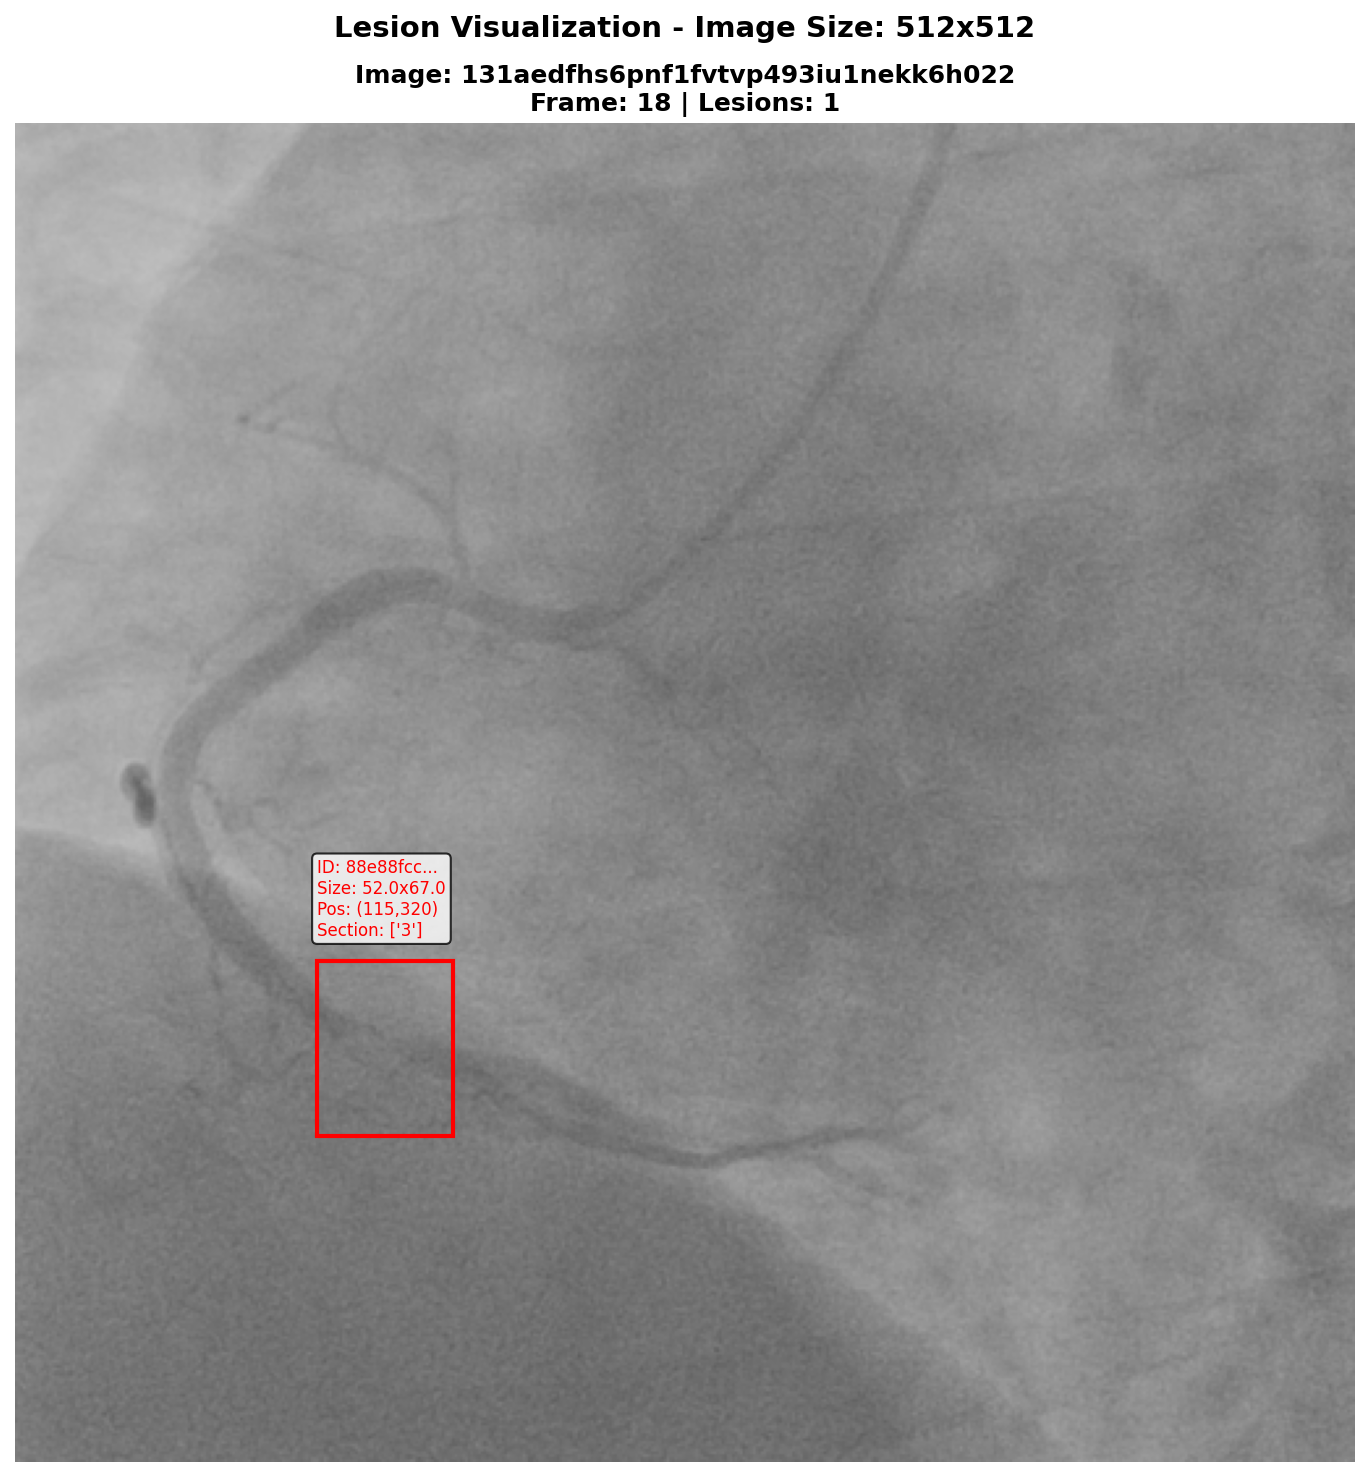 Lesion Visualization - Image Size: 512x512
Image: 131aedfhs6pnf1fvtvp493iu1nekk6h022
Frame: 18 | Lesions: 1
ID: 88e88fcc...
Size: 52.0x67.0
Pos: (115,320)
Section: ['3']